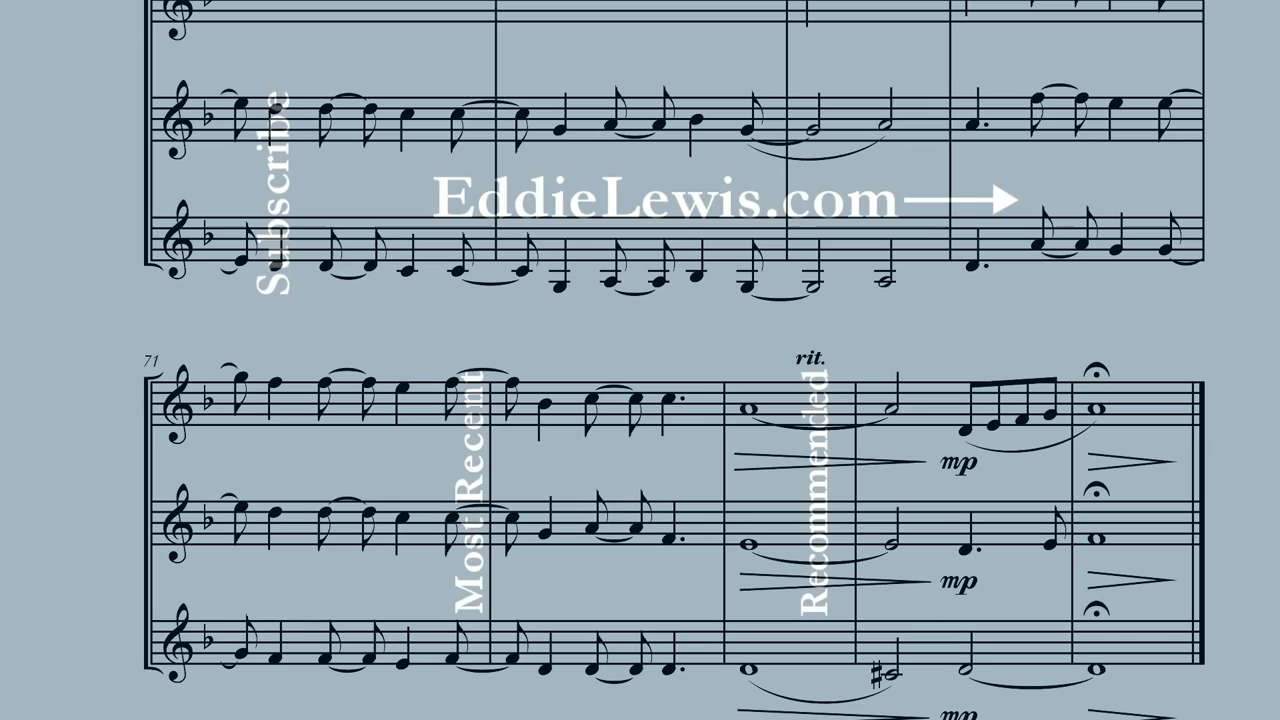 Subscribe
EddieLewis.com
71
rit.
Most Recent
Recommended
mp
mp
mp